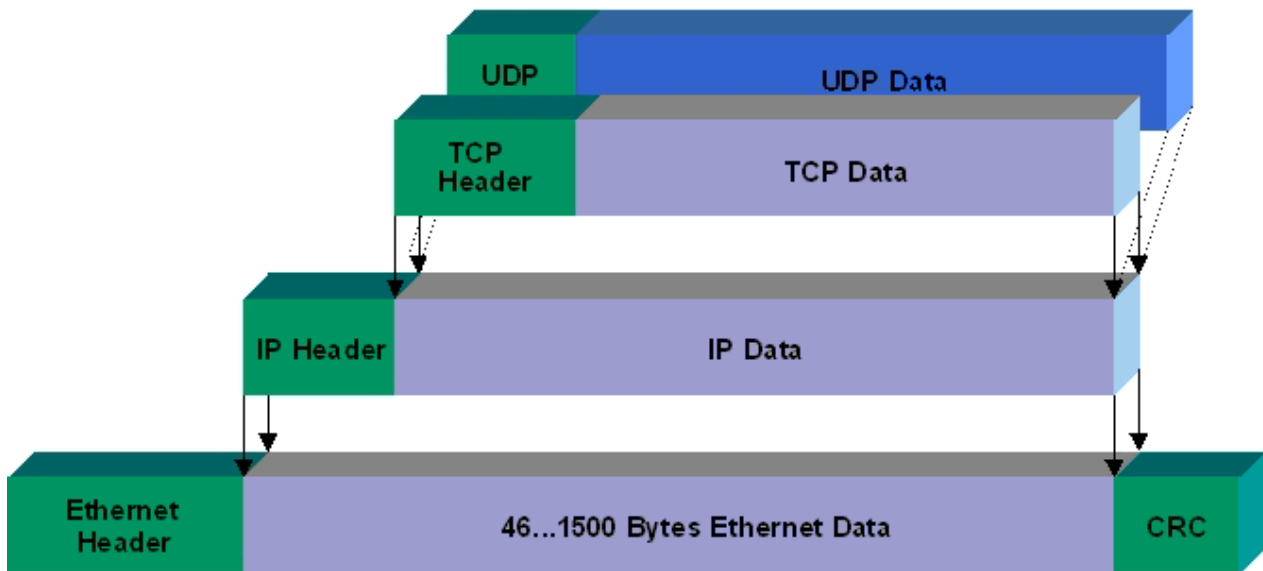 UDP
UDP Data
TCP
Header
TCP Data
IP Header
IP Data
Ethernet
Header
46...1500 Bytes Ethernet Data
CRC